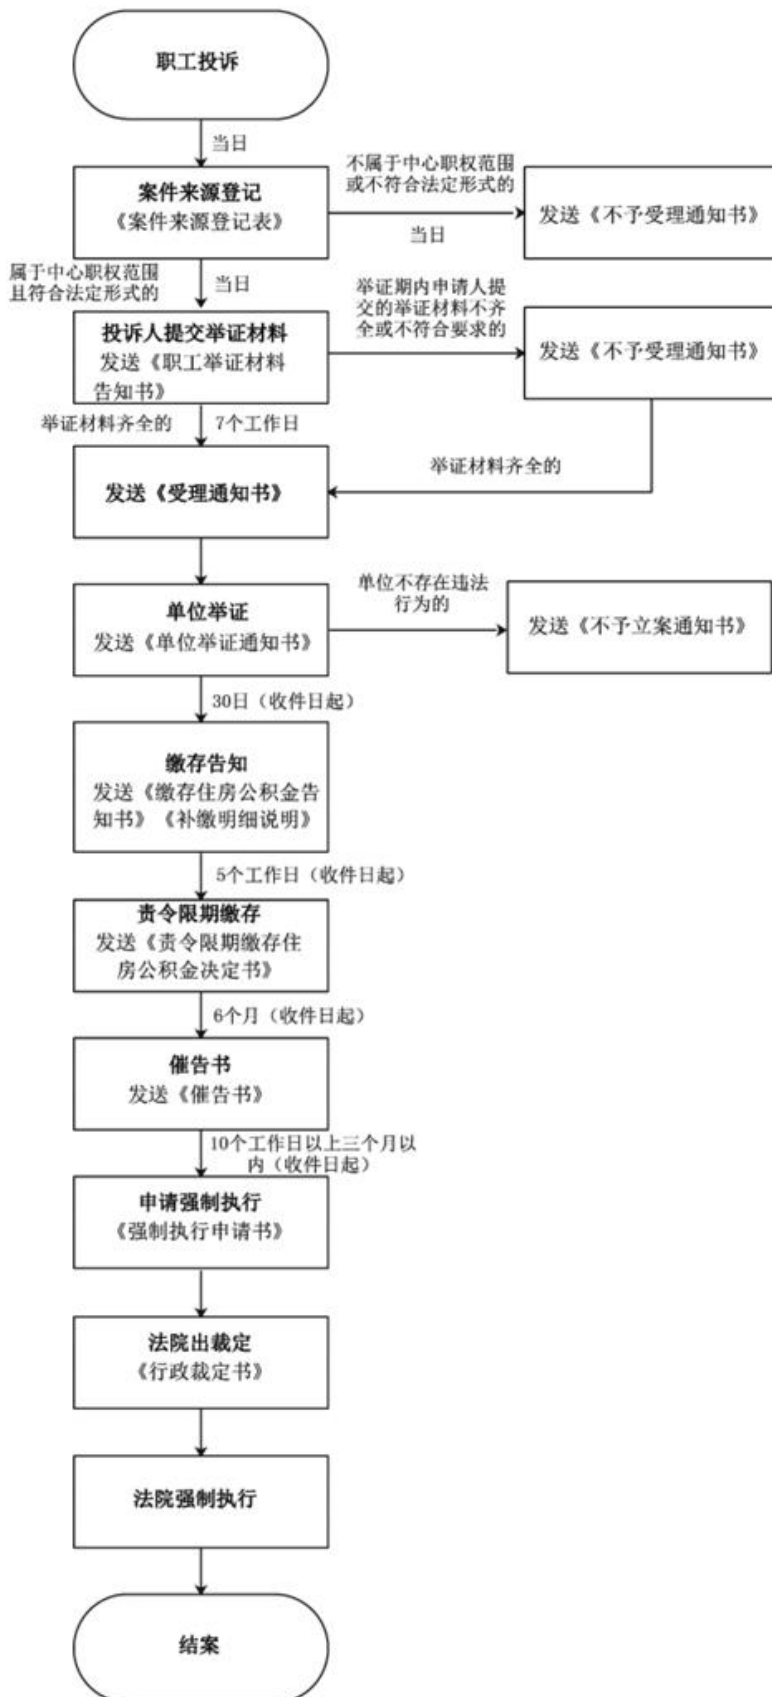 职工投诉
当日
案件来源登记
《案件来源登记表》
不属于中心职权范围
或不符合法定形式的
当日
发送《不予受理通知书》
属于中心职权范围
且符合法定形式的
当日
投诉人提交举证材料
发送《职工举证材料
告知书》
举证期内申请人提
交的举证材料不齐
全或不符合要求的
发送《不予受理通知书》
举证材料齐全的
7个工作日
举证材料齐全的
发送《受理通知书》
单位举证
发送《单位举证通知书》
单位不存在违法
行为的
发送《不予立案通知书》
30日（收件日起）
缴存告知
发送《缴存住房公积金告
知书》《补缴明细说明》
5个工作日（收件日起）
责令限期缴存
发送《责令限期缴存住
房公积金决定书》
6个月（收件日起）
催告书
发送《催告书》
10个工作日以上三个月以
内（收件日起）
申请强制执行
《强制执行申请书》
法院出裁定
《行政裁定书》
法院强制执行
结案